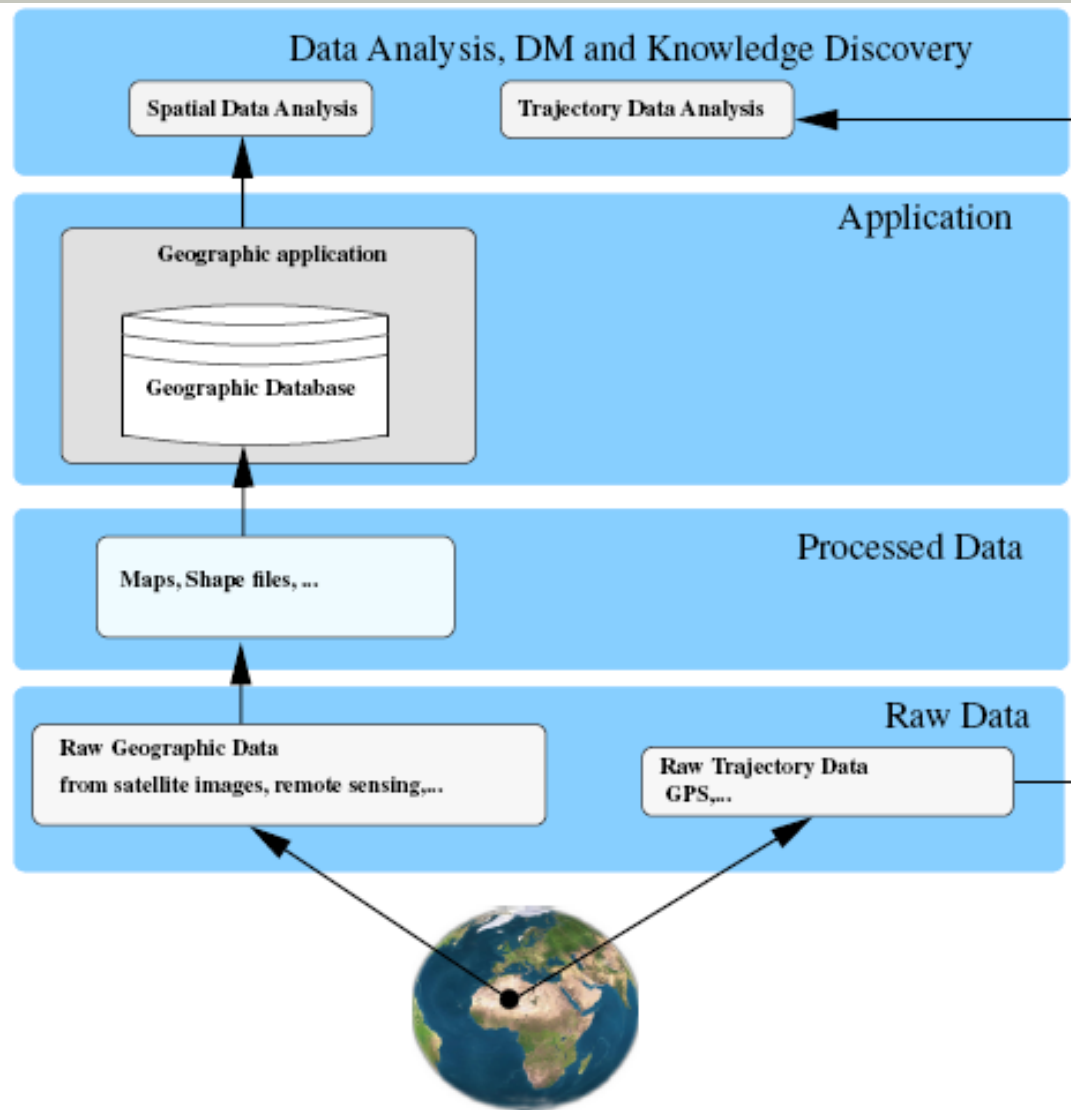 Data Analysis, DM and Knowledge Discovery
Spatial Data Analysis
Trajectory Data Analysis
Application
Geographic application
Geographic Database
Processed Data
Maps, Shape files, ...
Raw Data
Raw Geographic Data
from satellite images, remote sensing,...
Raw Trajectory Data
GPS,...